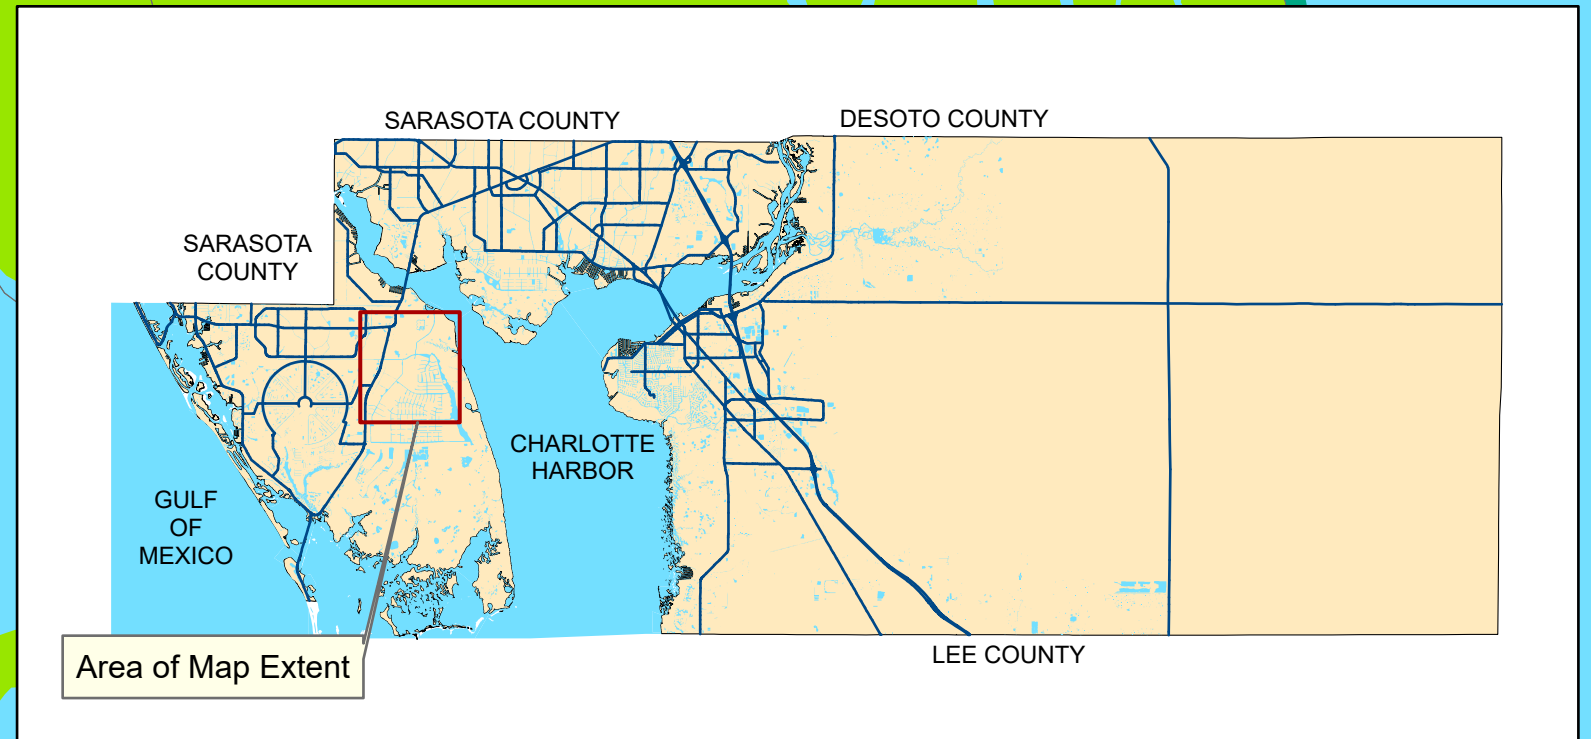 SARASOTA COUNTY
DESOTO COUNTY
SARASOTA
COUNTY
CHARLOTTE
HARBOR
GULF
OF
MEXICO
Area of Map Extent
LEE COUNTY